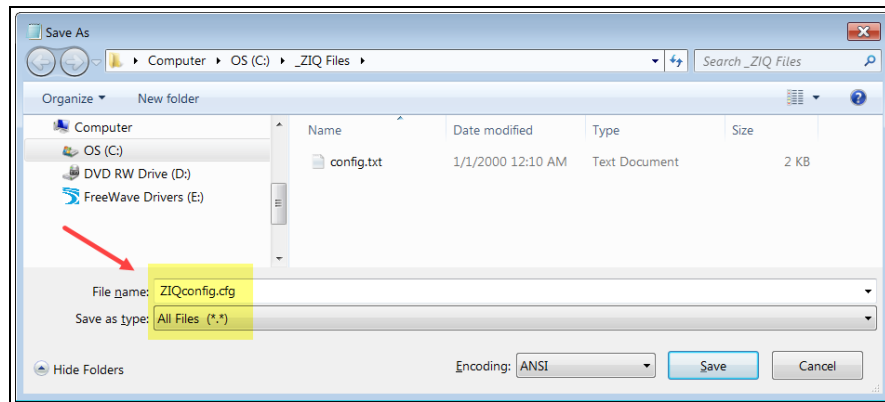 Save As
Computer OS (C:) _ZIQ Files
Search _ZIQ Files
Organize New folder
Computer
OS (C:)
DVD RW Drive (D:)
FreeWave Drivers (E:)
Name Date modified Type Size
config.txt 1/1/2000 12:10 AM Text Document 2 KB
File name: ZIQconfig.cfg
Save as type: All Files (*.*)
Hide Folders
Encoding: ANSI
Save
Cancel